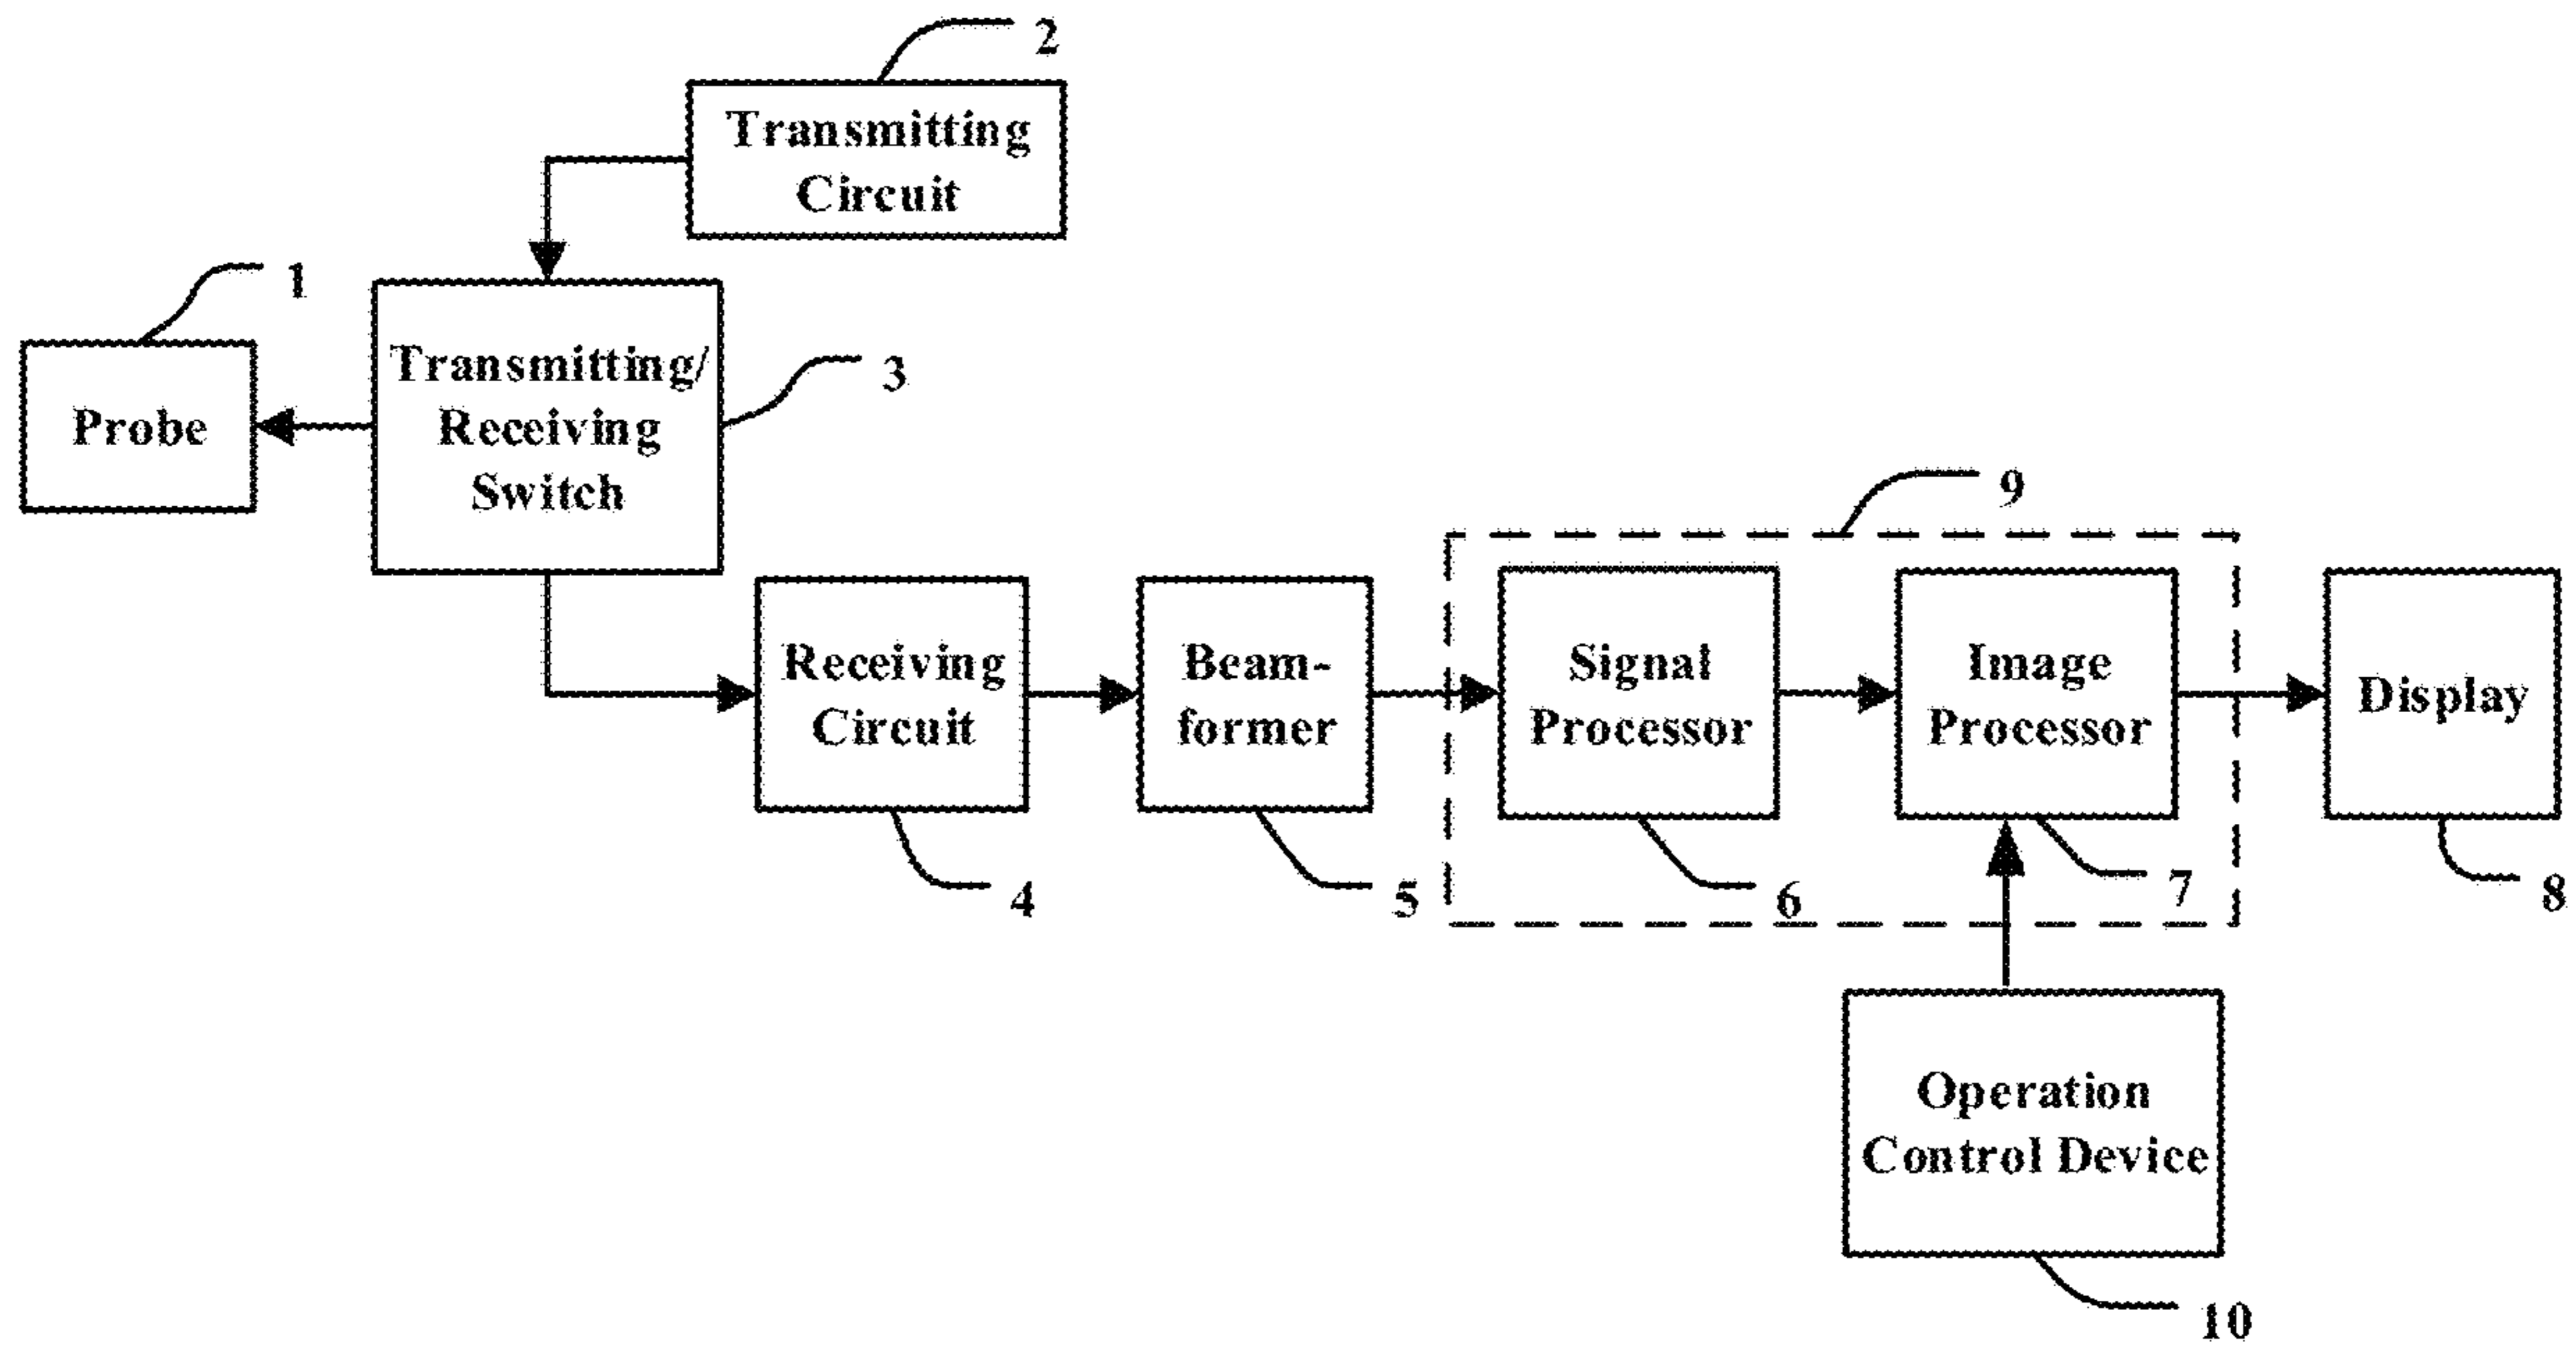 2
Transmitting
Circuit
1
Probe
Transmitting/
Receiving
Switch
3
9
Receiving
Circuit
4
Beam-
former
5
Signal
Processor
6
Image
Processor
7
Display
8
Operation
Control Device
10